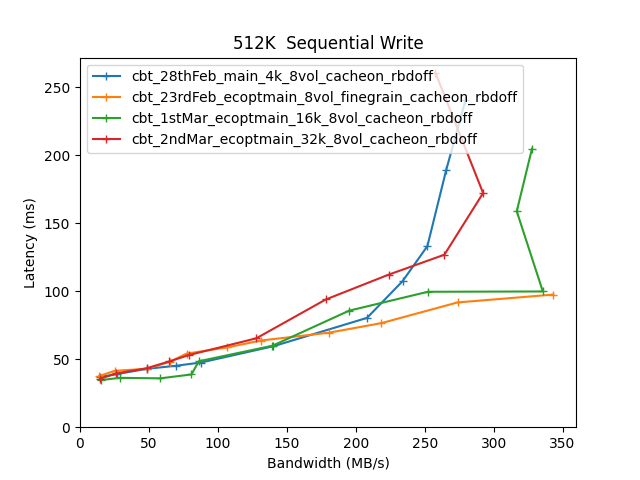 512K  Sequential Write
cbt_28thFeb_main_4k_8vol_cacheon_rbdoff
cbt_23rdFeb_ecoptmain_8vol_finegrain_cacheon_rbdoff
cbt_1stMar_ecoptmain_16k_8vol_cacheon_rbdoff
cbt_2ndMar_ecoptmain_32k_8vol_cacheon_rbdoff
250
200
150
100
50
0
Latency (ms)
0 50 100 150 200 250 300 350
Bandwidth (MB/s)